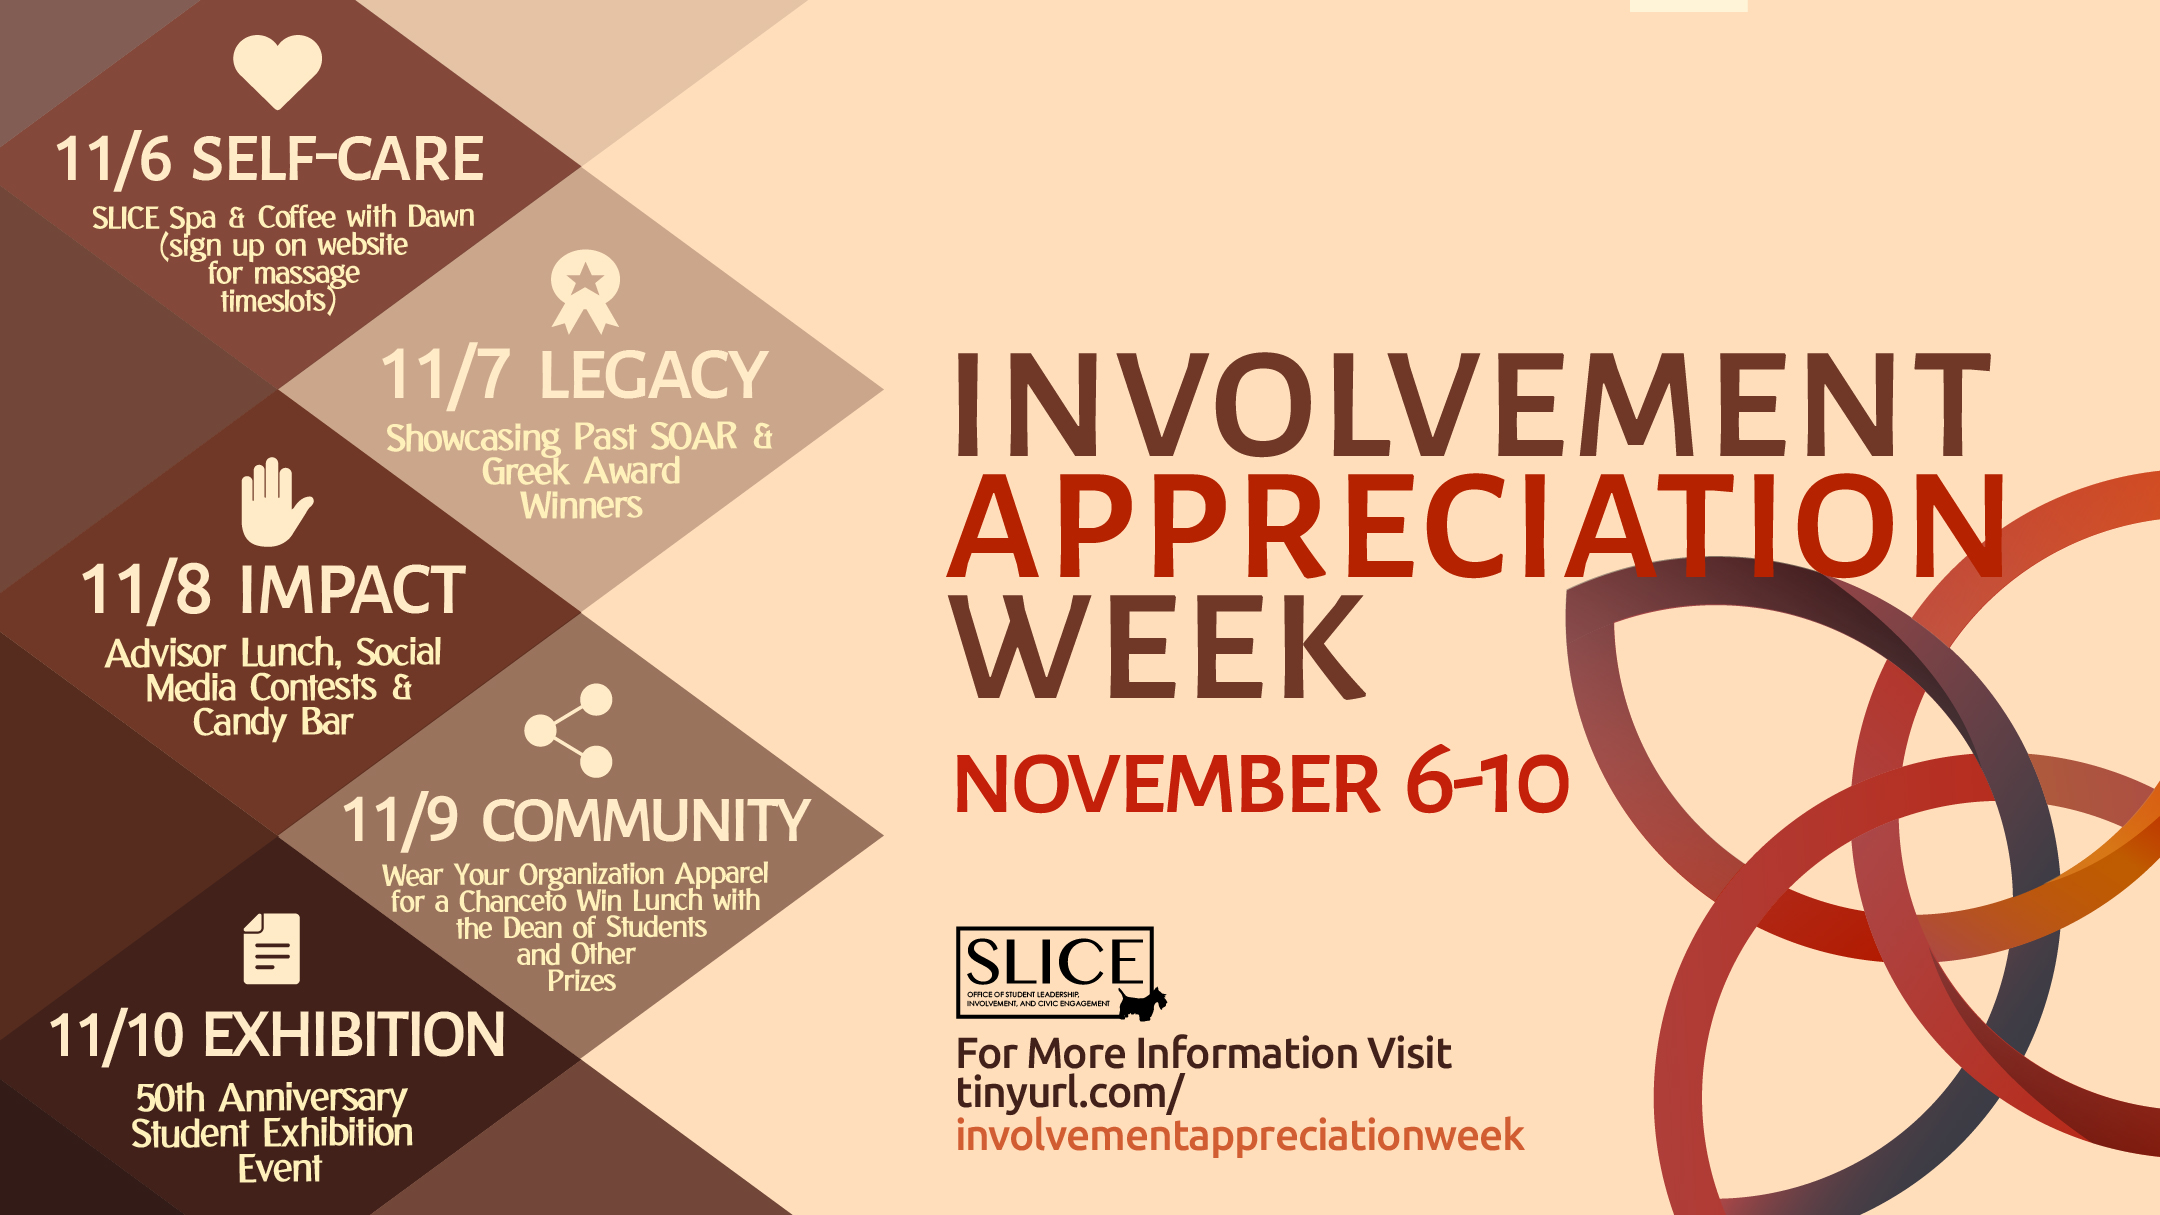 11/6 SELF-CARE
SLICE Spa & Coffee with Dawn
(sign up on website
for massage
timeslots)
11/7 LEGACY
Showcasing Past SOAR &
Greek Award
Winners
11/8 IMPACT
Advisor Lunch, Social
Media Contests &
Candy Bar
11/9 COMMUNITY
Wear Your Organization Apparel
for a Chanceto Win Lunch with
the Dean of Students
and Other
Prizes
11/10 EXHIBITION
50th Anniversary
Student Exhibition
Event
INVOLVEMENT
APPRECIATION
WEEK
NOVEMBER 6-10
SLICE
OFFICE OF STUDENT LEADERSHIP,
INVOLVEMENT, AND CIVIC ENGAGEMENT
For More Information Visit
tinyurl.com/
involvementappreciationweek